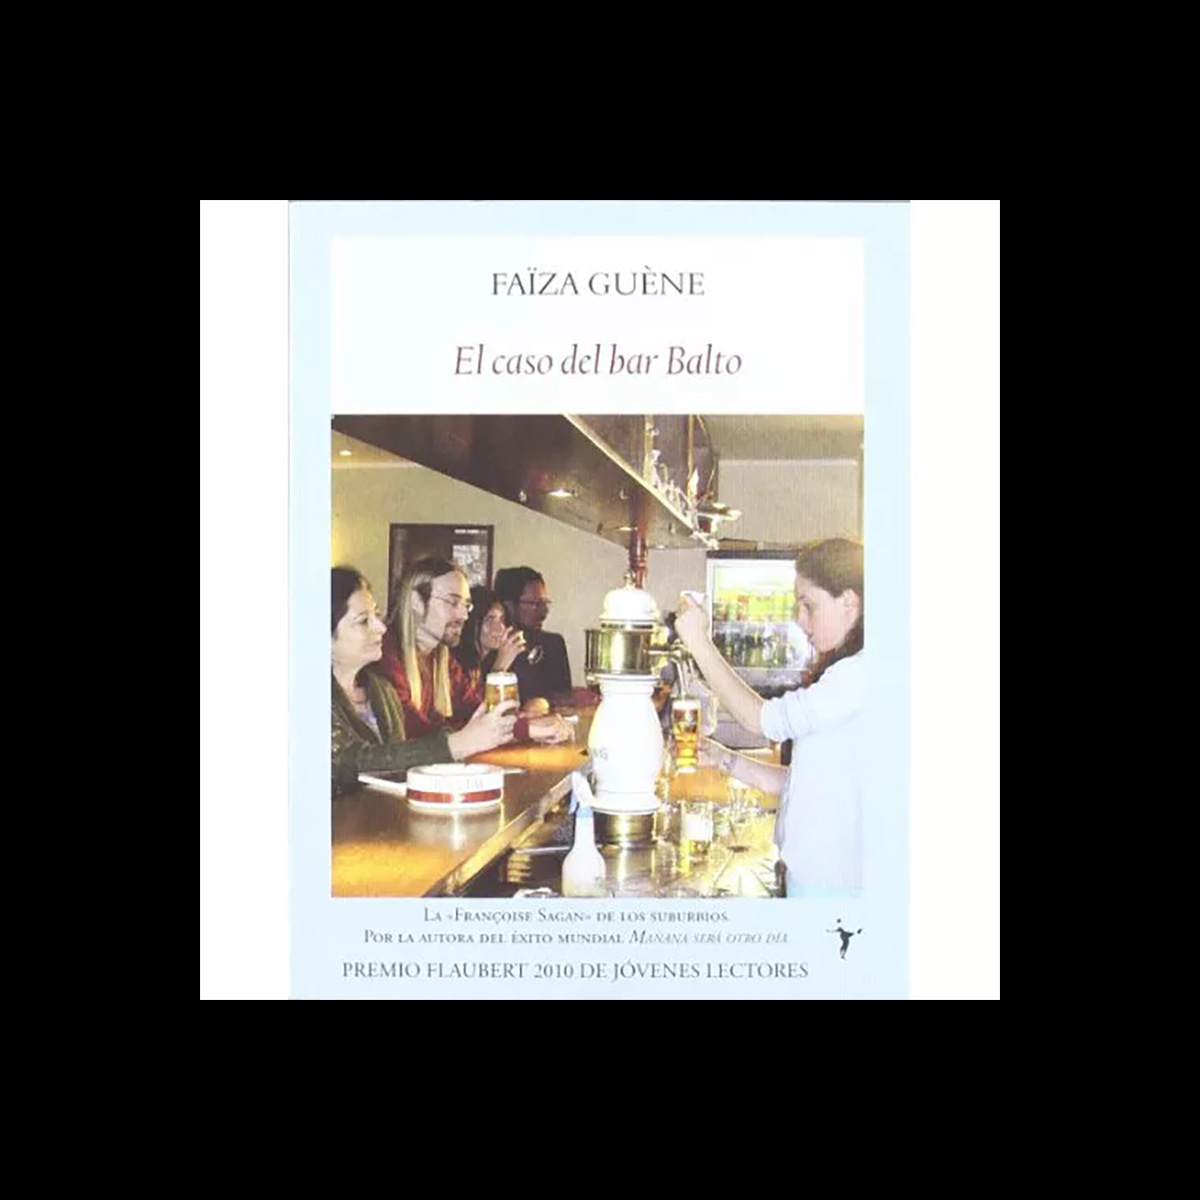 FAÏZA GUÈNE
El caso del bar Balto
LA «FRANÇOISE SAGAN» DE LOS SUBURBIOS.
POR LA AUTORA DEL ÉXITO MUNDIAL MAÑANA SERÁ OTRO DÍA
PREMIO FLAUBERT 2010 DE JÓVENES LECTORES